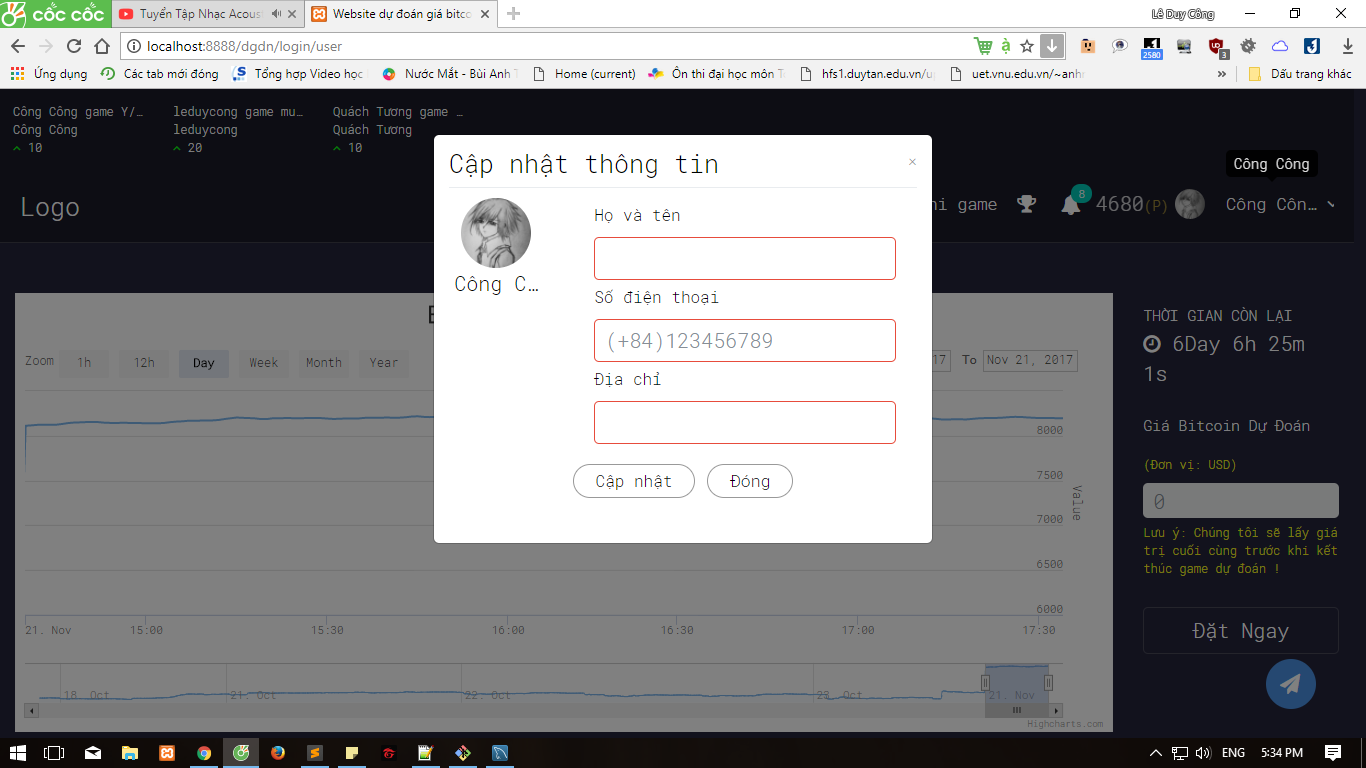 cốc cốc
Tuyển Tập Nhạc Acous
Website dự đoán giá bitco
Lê Duy Công
localhost:8888/dgdn/login/user
2580
3
Ứng dụng
Các tab mới đóng
Tổng hợp Video học
Nước Mắt - Bùi Anh T
Home (current)
Ôn thi đại học môn
hfs1.duytan.edu.vn/u
uet.vnu.edu.vn/~anh
»
Dấu trang khác
Công Công game Y/…
leduycong game mu…
Quách Tương game …
Công Công
leduycong
Quách Tương
10
20
10
Logo
hi game
8
4680(P)
Công Công
Công Côn…
Cập nhật thông tin
×
Công C…
Họ và tên
Số điện thoại
(+84)123456789
Địa chỉ
Cập nhật
Đóng
Zoom
1h
12h
Day
Week
Month
Year
17
To
Nov 21, 2017
8000
7500
7000
6500
6000
Value
21. Nov
15:00
15:30
16:00
16:30
17:00
17:30
18. Oct
21. Oct
22. Oct
23. Oct
21. Nov
Highcharts.com
THỜI GIAN CÒN LẠI
6Day 6h 25m
1s
Giá Bitcoin Dự Đoán
(Đơn vị: USD)
0
Lưu ý: Chúng tôi sẽ lấy giá
trị cuối cùng trước khi kết
thúc game dự đoán !
Đặt Ngay
ENG
5:34 PM